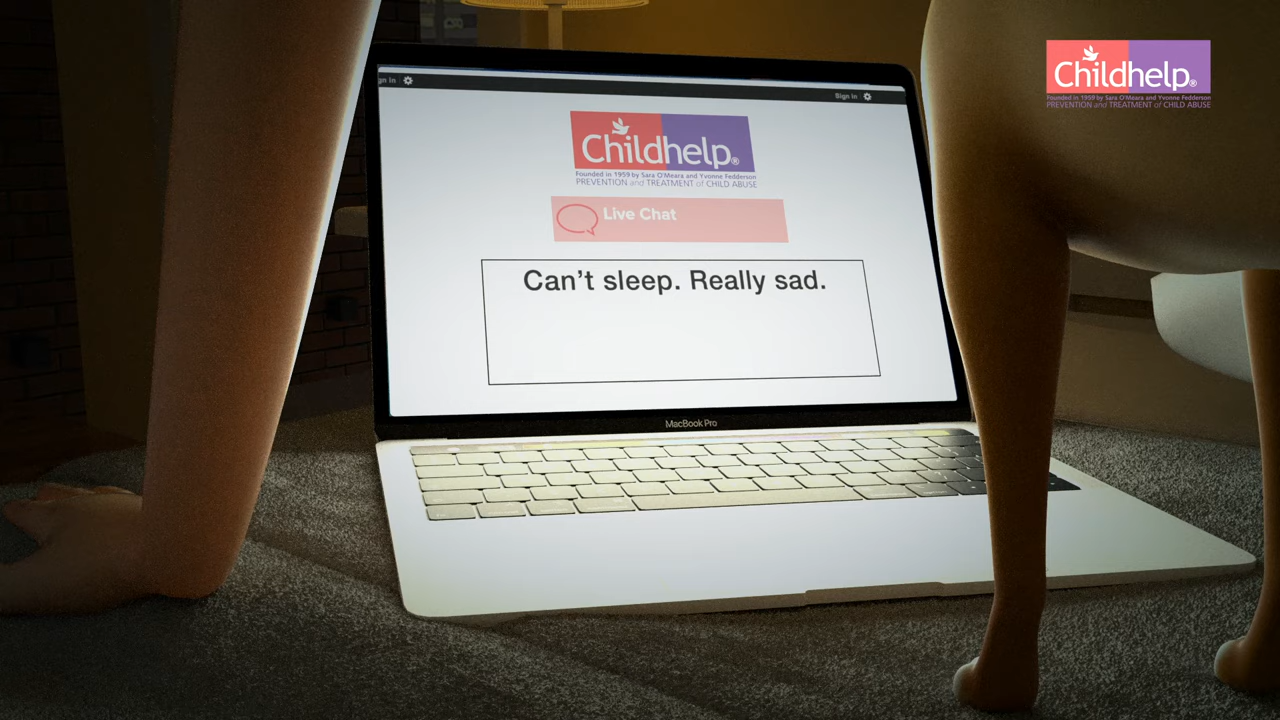 gn In
Sign In
Childhelp®
Founded in 1959 by Sara O'Meara and Yvonne Fedderson
PREVENTION and TREATMENT of CHILD ABUSE
Live Chat
Can't sleep. Really sad.
MacBook Pro
Childhelp®
Founded in 1959 by Sara O'Meara and Yvonne Fedderson
PREVENTION and TREATMENT of CHILD ABUSE